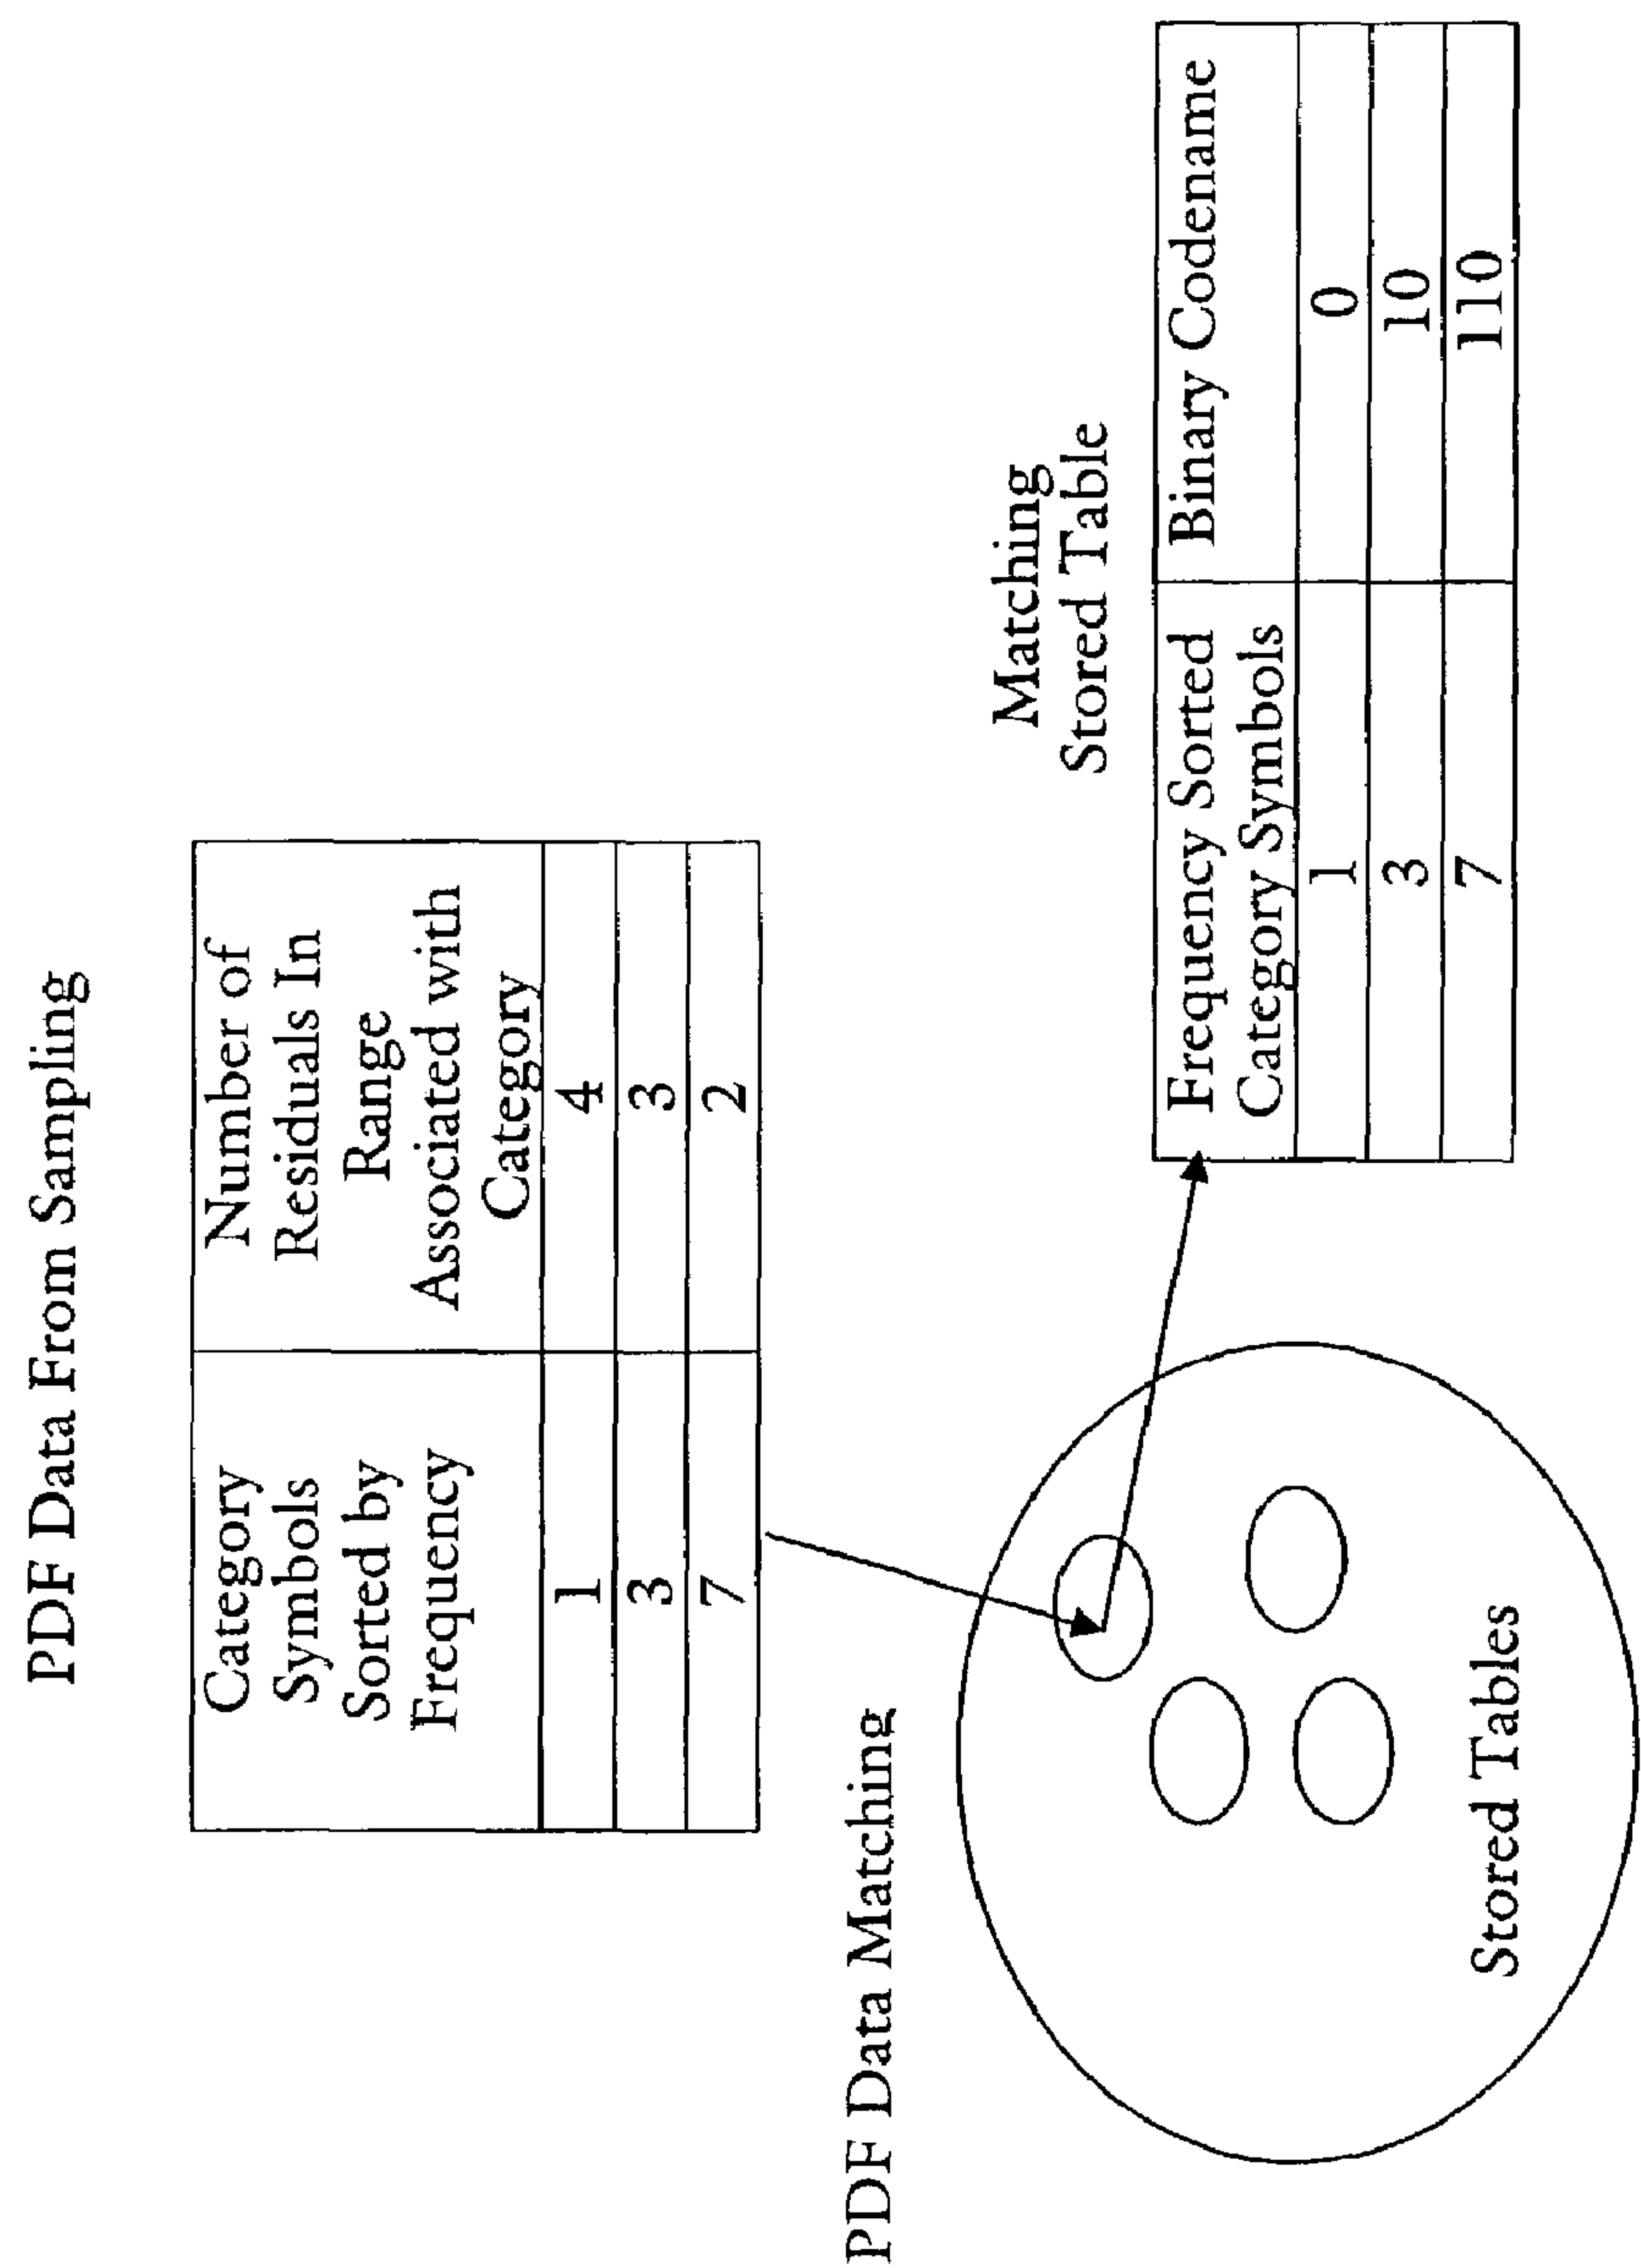 PDF Data From Sampling
Category
Symbols
Sorted by
Frequency
Number of
Residuals In
Range
Associated with
Category
1 4
3 3
7 2
PDF Data Matching
Stored Tables
Matching
Stored Table
Frequency Sorted
Category Symbols
Binary Codename
1 0
3 10
7 110